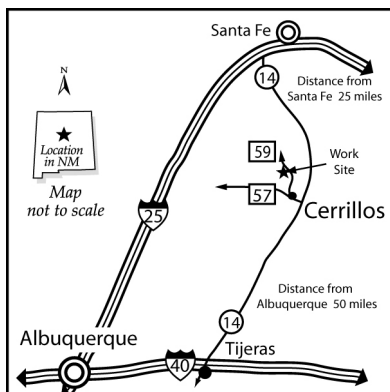 Santa Fe
N
14
Distance from
Santa Fe 25 miles
Location
in NM
Map
not to scale
59
Work
Site
57
Cerrillos
25
Distance from
Albuquerque 50 miles
14
Albuquerque
Tijeras
40